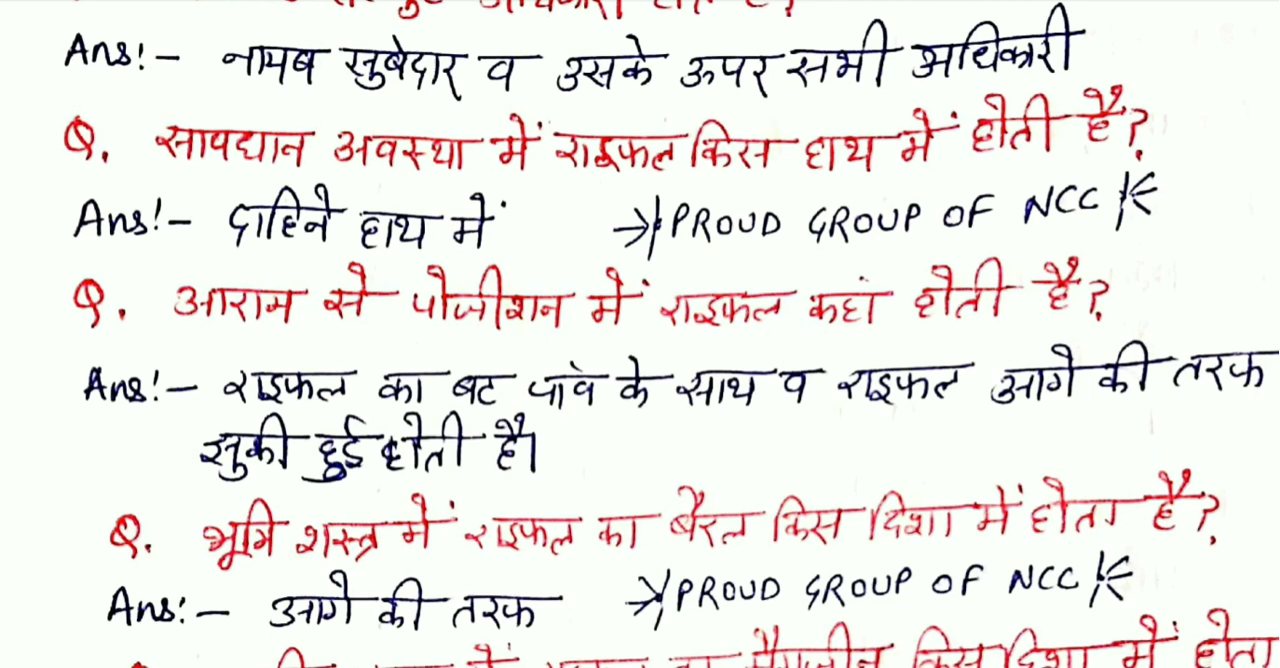 Ans:- नायब सुबेदार व उसके ऊपर सभी अधिकारी
Q. सावधान अवस्था में राइफल किस हाथ में होती है?
Ans!- दाहिने हाथ में → PROUD GROUP OF NCC ←
Q. आराम से पोजीशन में राइफल कहां होती है?
Ans!- राइफल का बट पांव के साथ व राइफल आगे की तरफ
झुकी हुई होती है।
Q. भूमि शस्त्र में राइफल का बैरल किस दिशा में होता है?
Ans:- आगे की तरफ → PROUD GROUP OF NCC ←
मैगजीन किस दिशा में होता